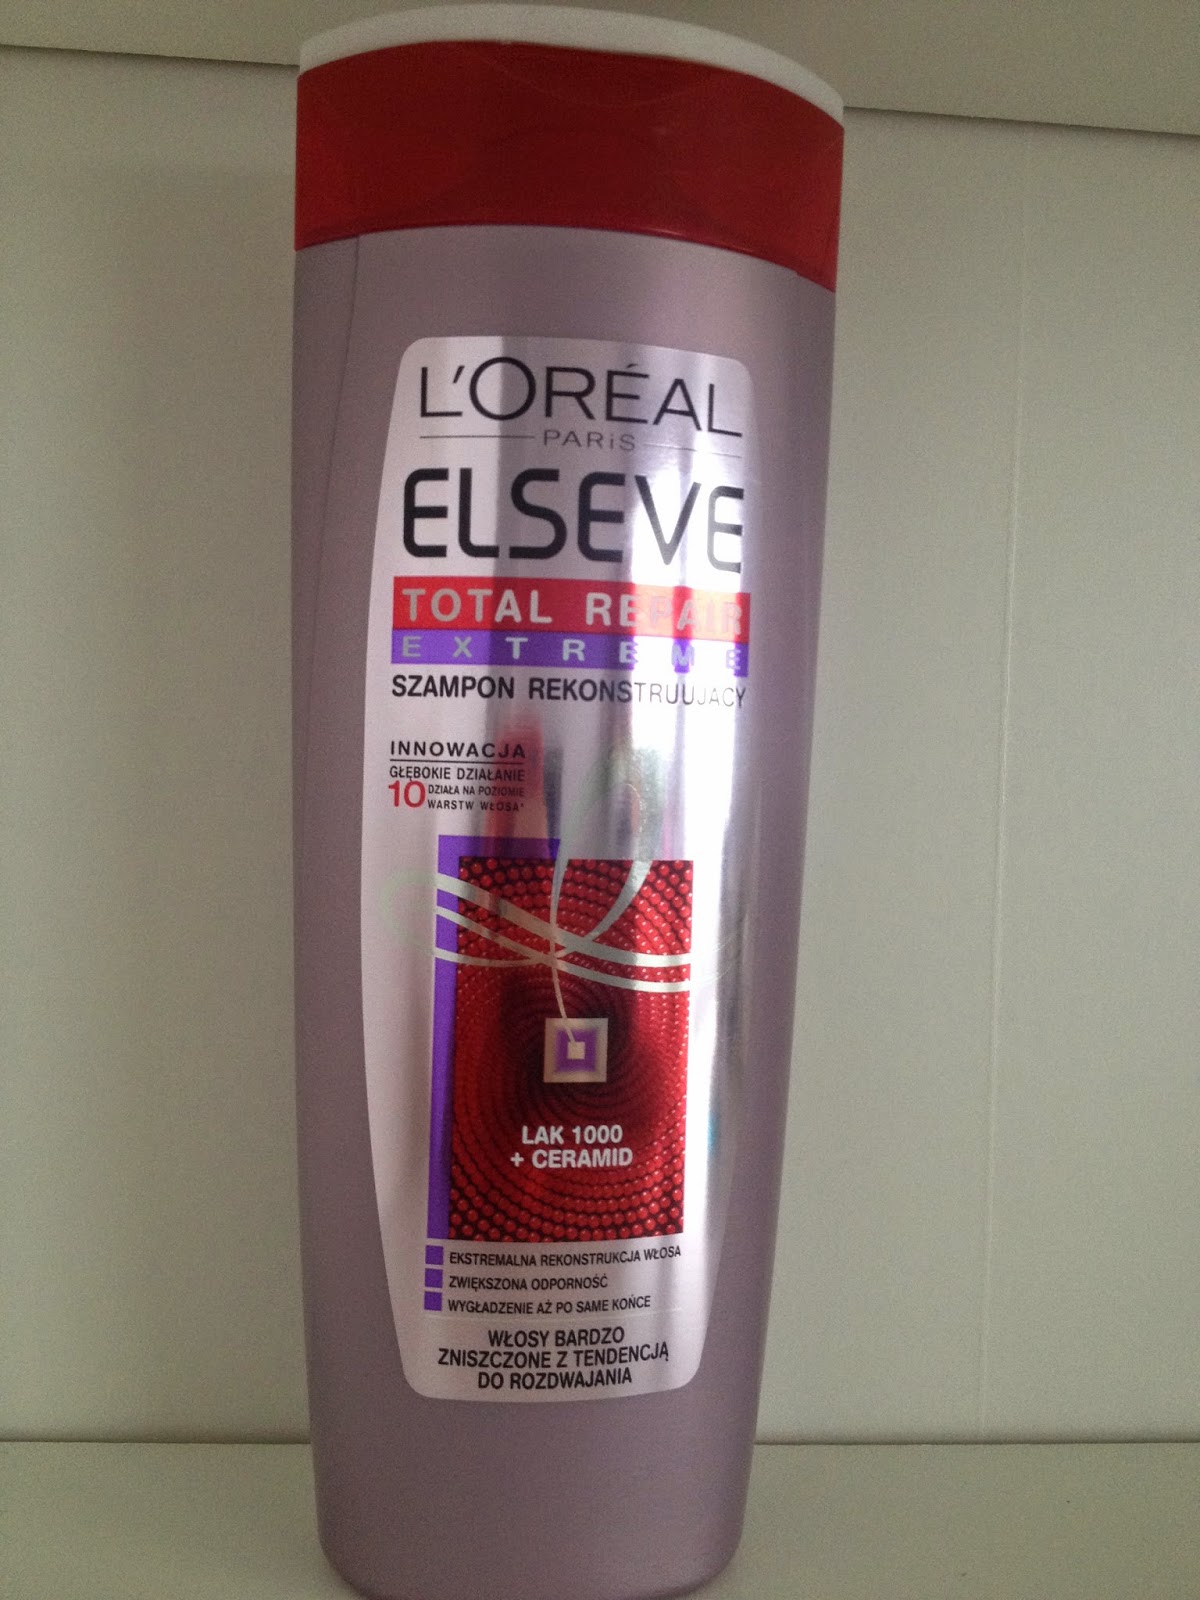 L'ORÉAL
PARiS
ELSEVE
TOTAL REPAIR
EXTREME
SZAMPON REKONSTRUUJĄCY
INNOWACJA
GŁĘBOKIE DZIAŁANIE
10 DZIAŁA NA POZIOMIE
WARSTW WŁOSA*
LAK 1000
+ CERAMID
EKSTREMALNA REKONSTRUKCJA WŁOSA
ZWIĘKSZONA ODPORNOŚĆ
WYGŁADZENIE AŻ PO SAME KOŃCE
WŁOSY BARDZO
ZNISZCZONE Z TENDENCJĄ
DO ROZDWAJANIA